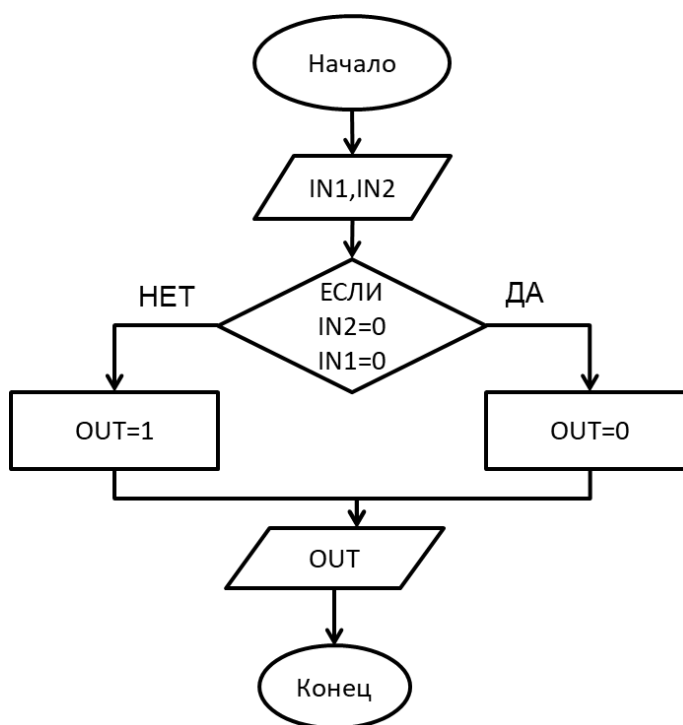 Начало
IN1,IN2
НЕТ
ЕСЛИ
IN2=0
IN1=0
ДА
OUT=1
OUT=0
OUT
Конец